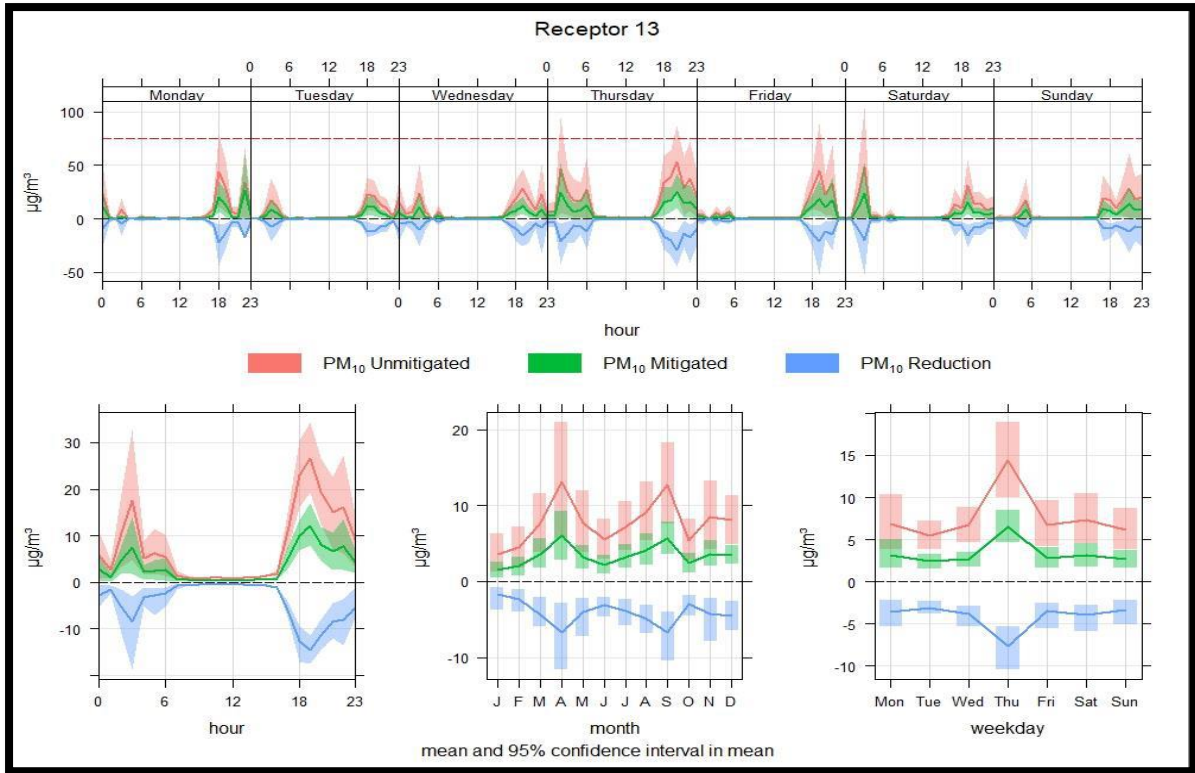 Receptor 13
0 6 12 18 23 0 6 12 18 23 0 6 12 18 23
Monday Tuesday Wednesday Thursday Friday Saturday Sunday
100
50
0
-50
µg/m³
0 6 12 18 23 0 6 12 18 23 0 6 12 18 23 0 6 12 18 23
hour
PM₁₀ Unmitigated PM₁₀ Mitigated PM₁₀ Reduction
30
20
10
0
-10
µg/m³
0 6 12 18 23
hour
20
10
0
-10
µg/m³
J F M A M J J A S O N D
month
15
10
5
0
-5
-10
µg/m³
Mon Tue Wed Thu Fri Sat Sun
weekday
mean and 95% confidence interval in mean